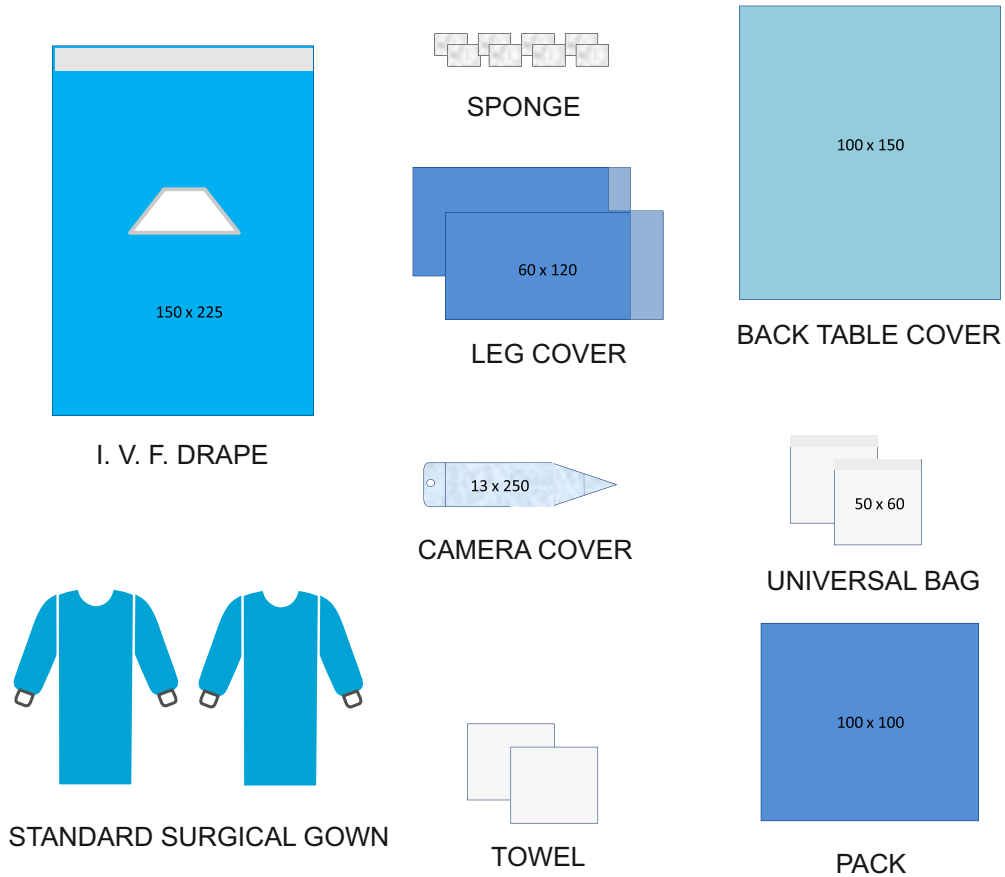 150 x 225
I. V. F. DRAPE
SPONGE
100 x 150
BACK TABLE COVER
60 x 120
LEG COVER
13 x 250
CAMERA COVER
50 x 60
UNIVERSAL BAG
STANDARD SURGICAL GOWN
TOWEL
100 x 100
PACK